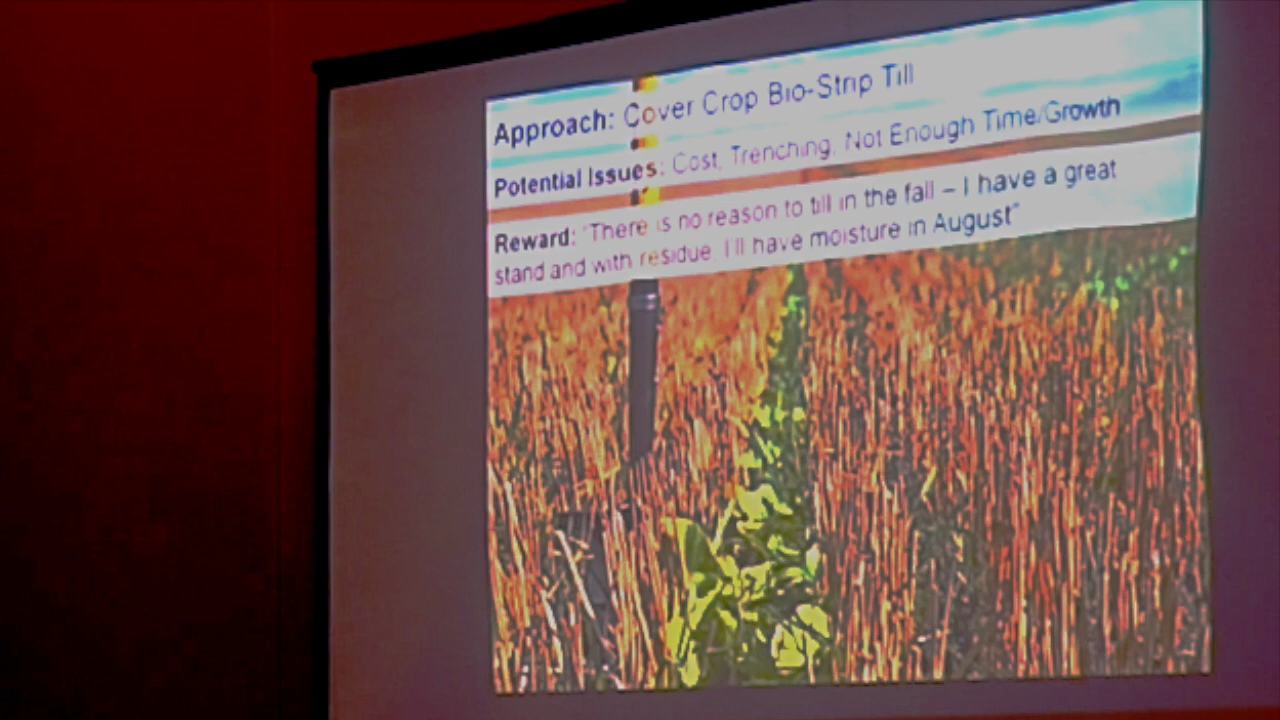 Approach: Cover Crop Bio-Strip Till
Potential Issues: Cost, Trenching, Not Enough Time/Growth
Reward: "There is no reason to till in the fall – I have a great
stand and with residue, I'll have moisture in August"